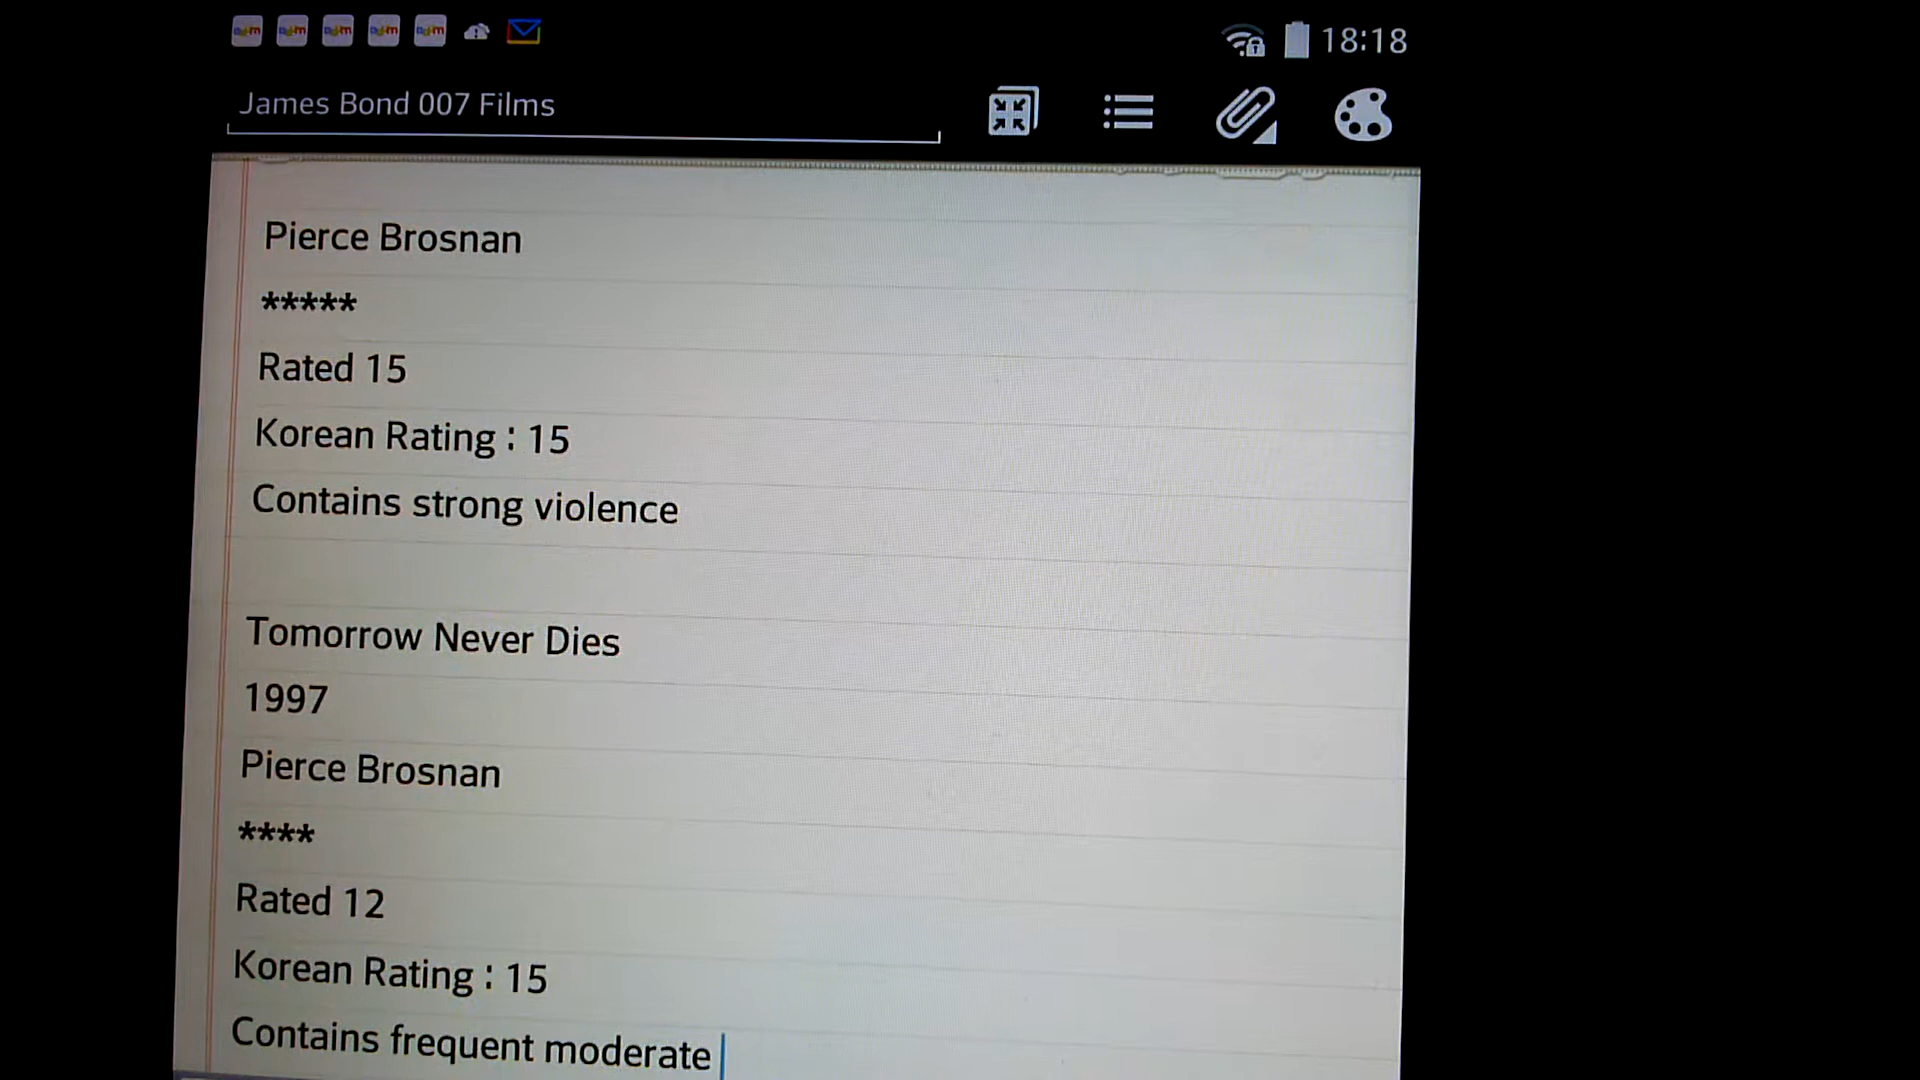 18:18
James Bond 007 Films
Pierce Brosnan
*****
Rated 15
Korean Rating : 15
Contains strong violence
Tomorrow Never Dies
1997
Pierce Brosnan
****
Rated 12
Korean Rating : 15
Contains frequent moderate